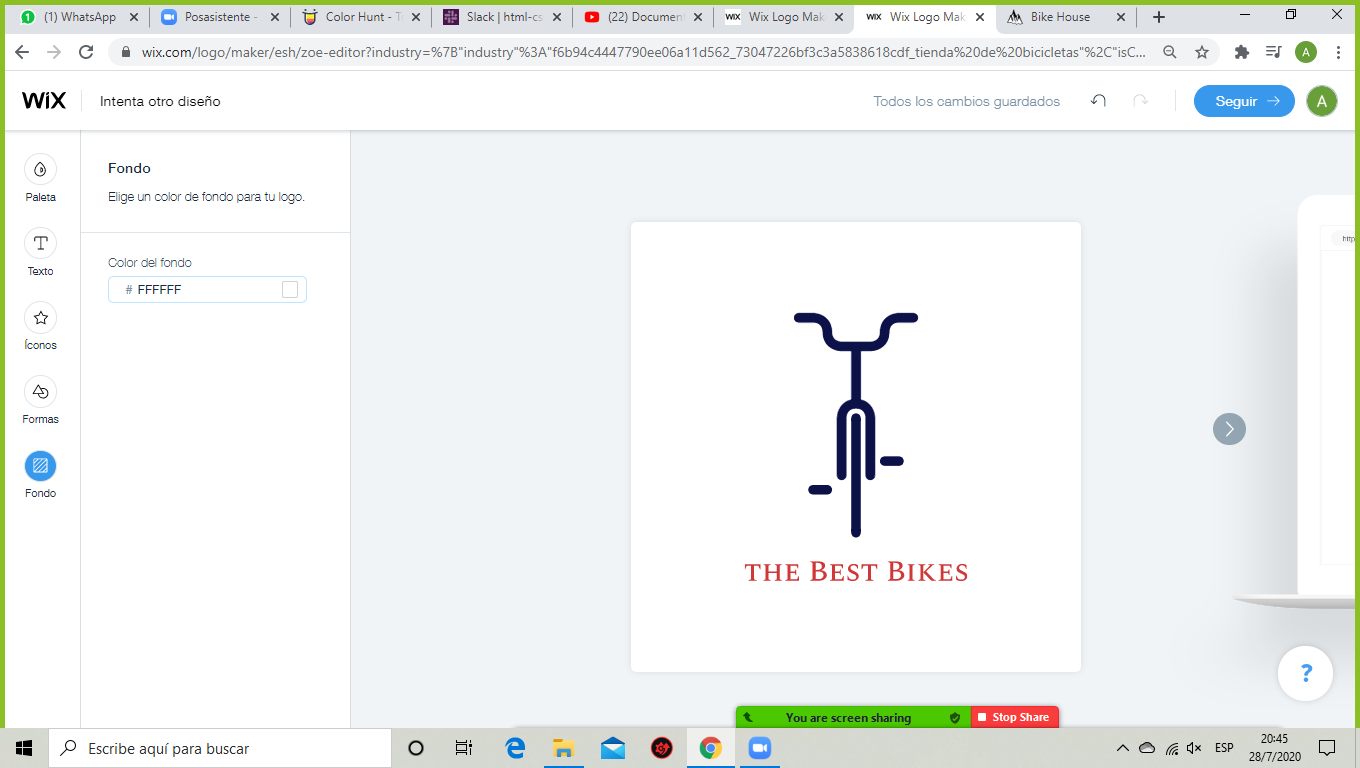 (1) WhatsApp
Posasistente -
Color Hunt - T
Slack | html-cs
(22) Document
Wix Logo Mak
Wix Logo Mak
Bike House
wix.com/logo/maker/esh/zoe-editor?industry=%7B"industry"%3A"f6b94c4447790ee06a11d562_73047226bf3c3a5838618cdf_tienda%20de%20bicicletas"%2C"isC...
A
WiX
Intenta otro diseño
Todos los cambios guardados
Seguir
A
Paleta
Texto
Íconos
Formas
Fondo
Fondo
Elige un color de fondo para tu logo.
Color del fondo
# FFFFFF
http
THE BEST BIKES
?
You are screen sharing
Stop Share
Escribe aquí para buscar
ESP
20:45
28/7/2020